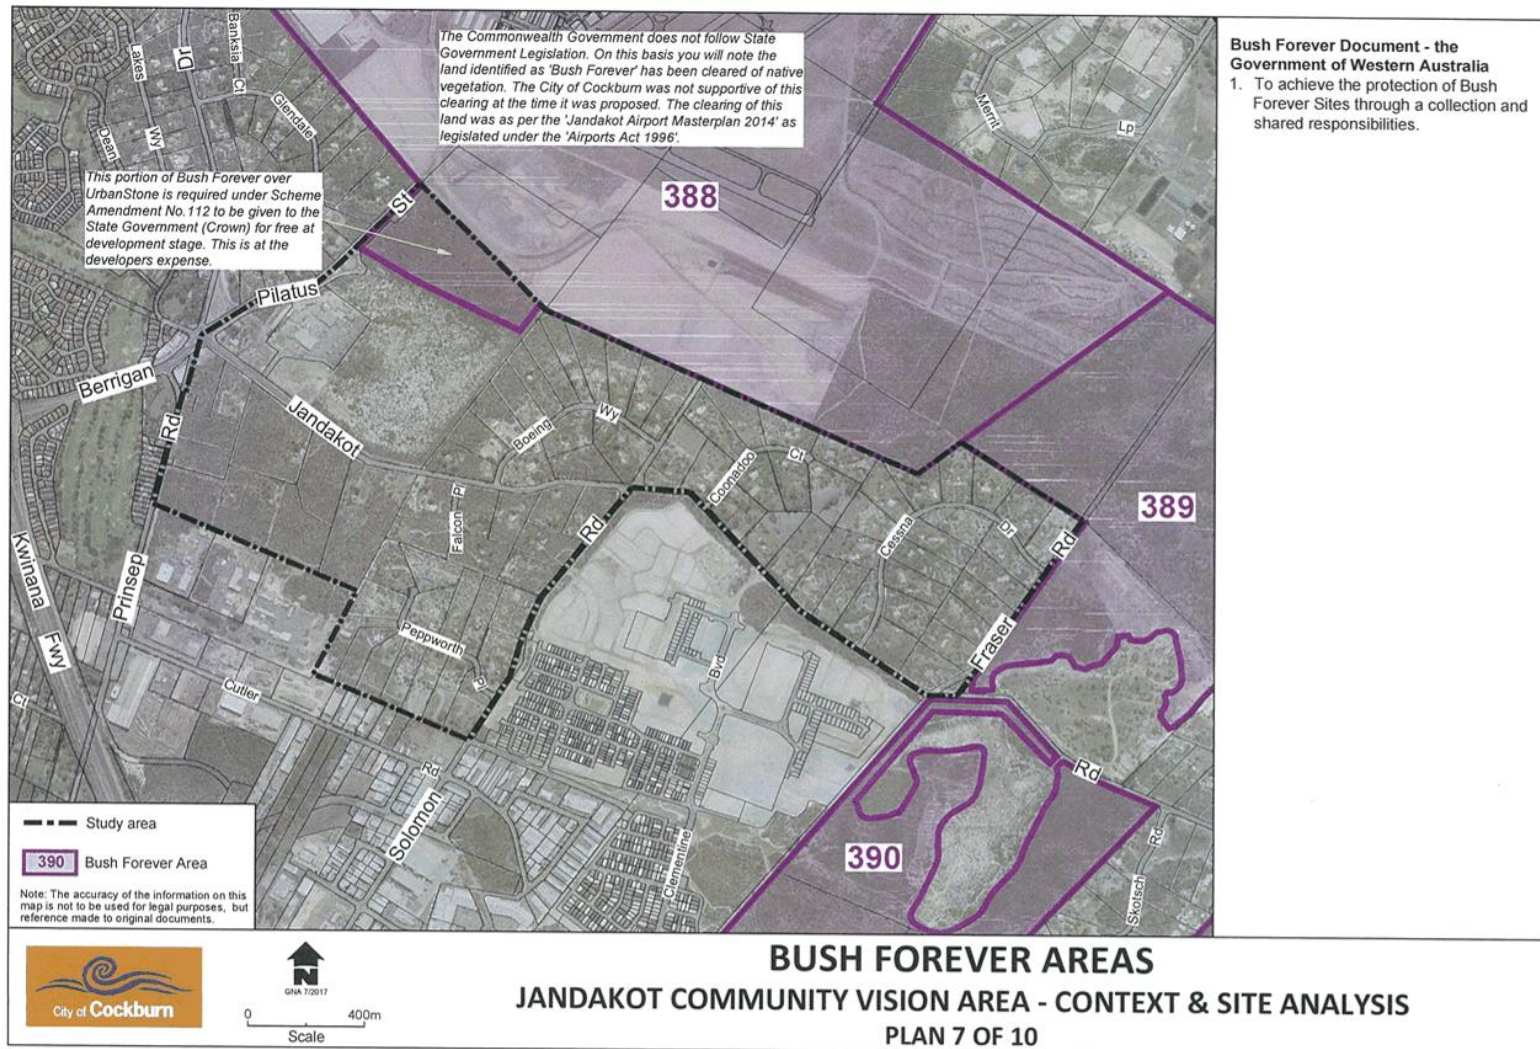 The Commonwealth Government does not follow State
Government Legislation. On this basis you will note the
land identified as 'Bush Forever' has been cleared of native
vegetation. The City of Cockburn was not supportive of this
clearing at the time it was proposed. The clearing of this
land was as per the 'Jandakot Airport Masterplan 2014' as
legislated under the 'Airports Act 1996'.
Bush Forever Document - the
Government of Western Australia
1. To achieve the protection of Bush
Forever Sites through a collection and
shared responsibilities.
Lakes
Wy
Dr
Banksia
Ct
Glendale
Dean
Merrit
Lp
This portion of Bush Forever over
UrbanStone is required under Scheme
Amendment No.112 to be given to the
State Government (Crown) for free at
development stage. This is at the
developers expense.
388
Pilatus
St
Berrigan
Rd
Jandakot
Boeing
Wy
Coonadoo
Ct
Falcon
Pl
Rd
Cessna
Dr
389
Rd
Kwinana
Fwy
Prinsep
Peppworth
Pl
Fraser
Ct
Cutler
Rd
Bvd
Rd
Solomon
Clementine
390
Skotsch
Rd
Study area
390 Bush Forever Area
Note: The accuracy of the information on this
map is not to be used for legal purposes, but
reference made to original documents.
City of Cockburn
N
GNA 7/2017
0 400m
Scale
BUSH FOREVER AREAS
JANDAKOT COMMUNITY VISION AREA - CONTEXT & SITE ANALYSIS
PLAN 7 OF 10